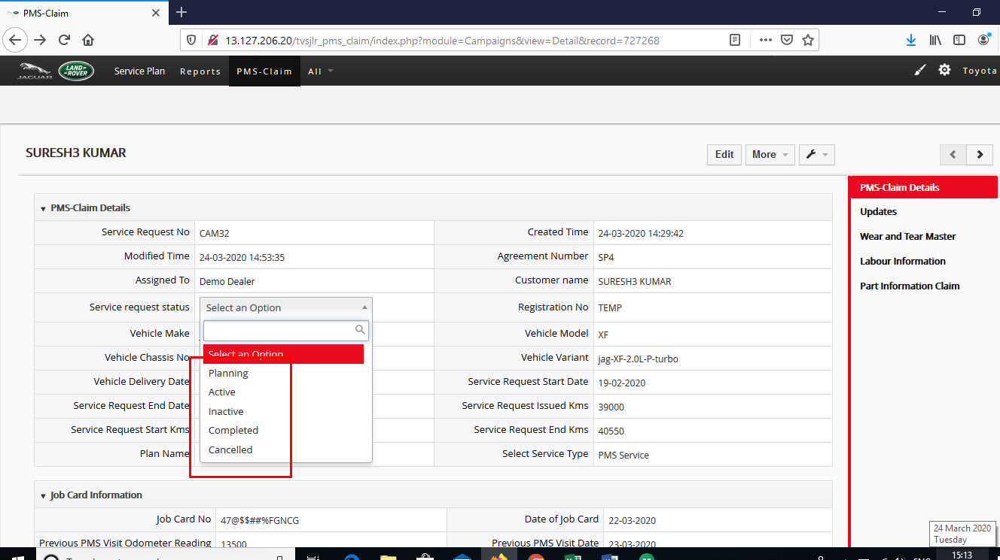 PMS-Claim
13.127.206.20/tvsjlr_pms_claim/index.php?module=Campaigns&view=Detail&record=727268
JAGUAR LAND-ROVER Service Plan Reports PMS-Claim All Toyota
SURESH3 KUMAR Edit More
PMS-Claim Details
Service Request No CAM32 Created Time 24-03-2020 14:29:42
Modified Time 24-03-2020 14:53:35 Agreement Number SP4
Assigned To Demo Dealer Customer name SURESH3 KUMAR
Service request status Select an Option Registration No TEMP
Vehicle Make Vehicle Model XF
Select an Option
Vehicle Chassis No Vehicle Variant jag-XF-2.0L-P-turbo
Planning
Vehicle Delivery Date Service Request Start Date 19-02-2020
Active
Service Request End Date Service Request Issued Kms 39000
Inactive
Service Request Start Kms Service Request End Kms 40550
Completed
Plan Name Select Service Type PMS Service
Cancelled
Job Card Information
Job Card No 47@$$##%FGNCG Date of Job Card 22-03-2020
Previous PMS Visit Odometer Reading 13500 Previous PMS Visit Date 23-03-2020
PMS-Claim Details
Updates
Wear and Tear Master
Labour Information
Part Information Claim
24 March 2020
Tuesday
15:13